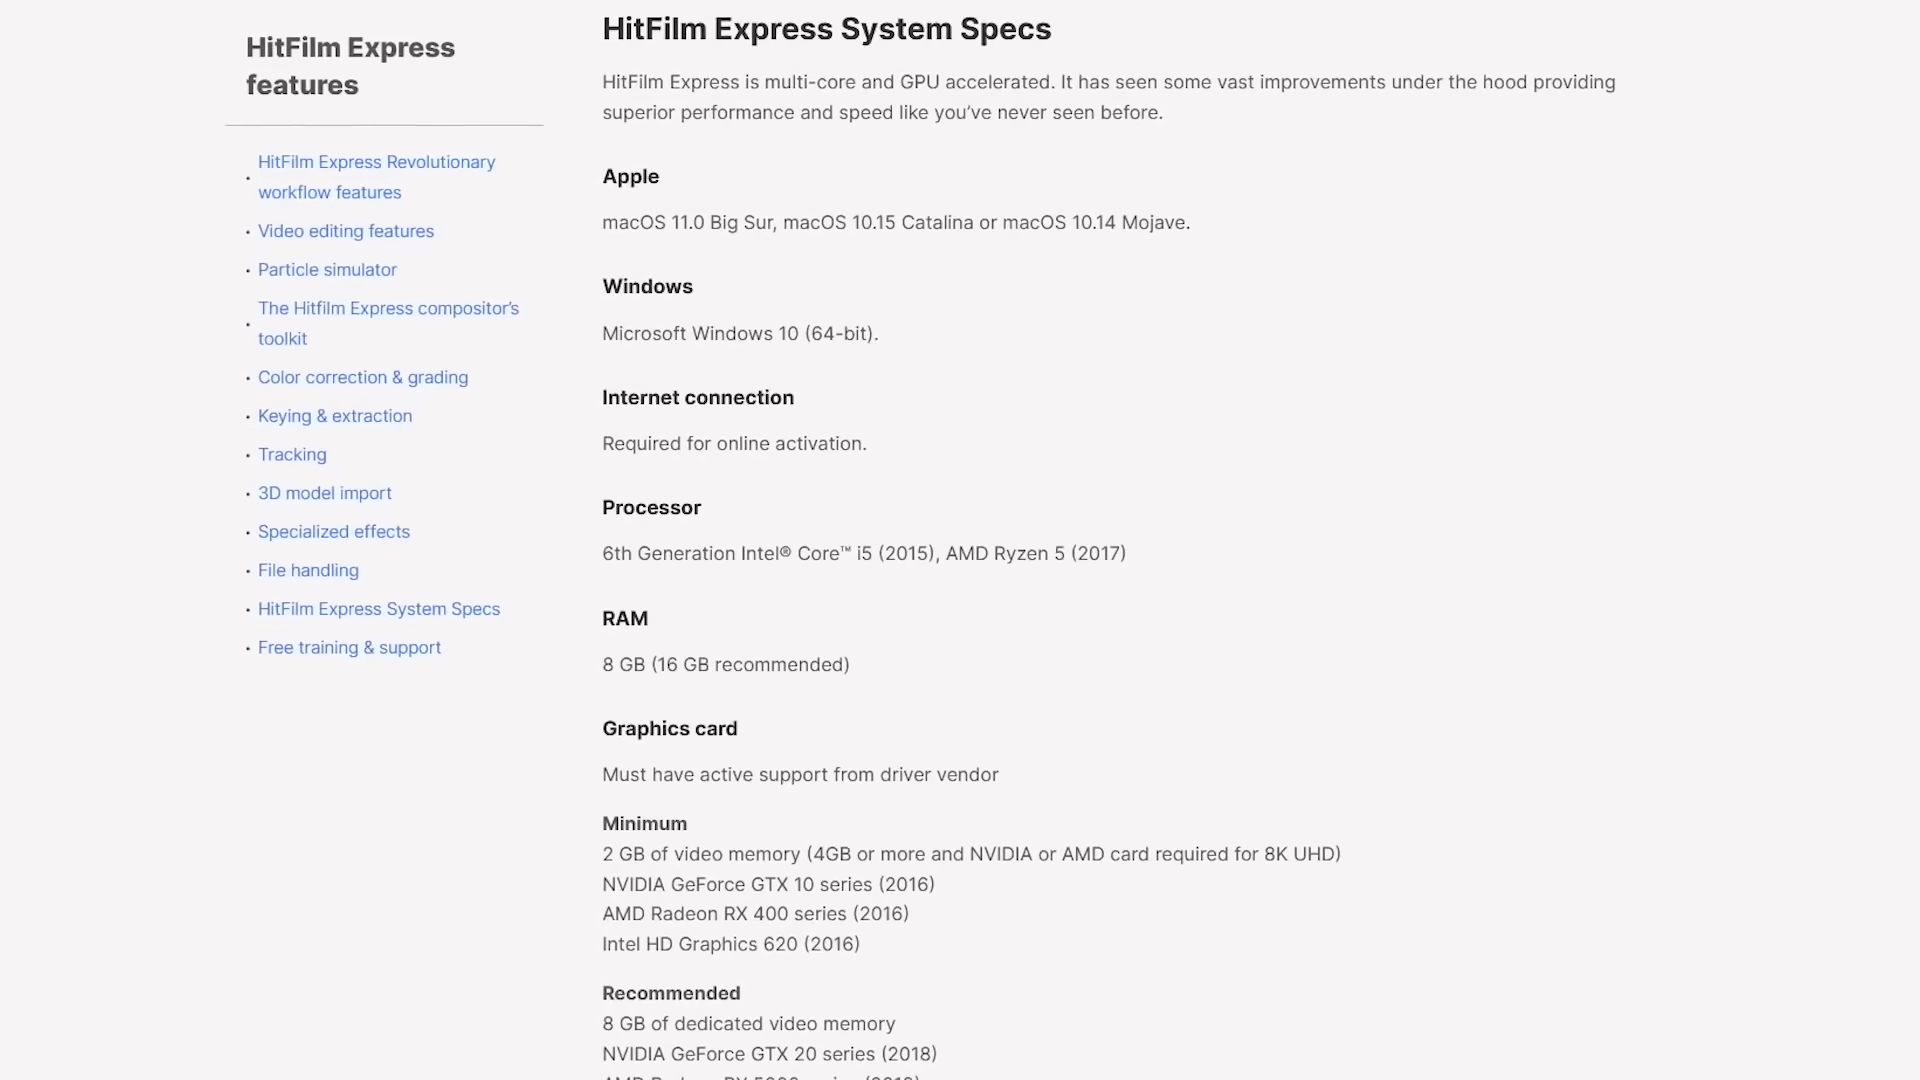 HitFilm Express
features
HitFilm Express Revolutionary
workflow features
Video editing features
Particle simulator
The Hitfilm Express compositor's
toolkit
Color correction & grading
Keying & extraction
Tracking
3D model import
Specialized effects
File handling
HitFilm Express System Specs
Free training & support
HitFilm Express System Specs
HitFilm Express is multi-core and GPU accelerated. It has seen some vast improvements under the hood providing
superior performance and speed like you've never seen before.
Apple
macOS 11.0 Big Sur, macOS 10.15 Catalina or macOS 10.14 Mojave.
Windows
Microsoft Windows 10 (64-bit).
Internet connection
Required for online activation.
Processor
6th Generation Intel® Core™ i5 (2015), AMD Ryzen 5 (2017)
RAM
8 GB (16 GB recommended)
Graphics card
Must have active support from driver vendor
Minimum
2 GB of video memory (4GB or more and NVIDIA or AMD card required for 8K UHD)
NVIDIA GeForce GTX 10 series (2016)
AMD Radeon RX 400 series (2016)
Intel HD Graphics 620 (2016)
Recommended
8 GB of dedicated video memory
NVIDIA GeForce GTX 20 series (2018)